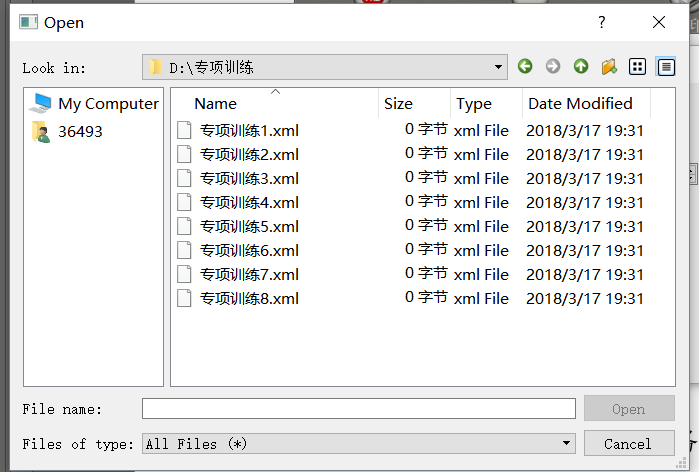 Open
Look in: D:\专项训练
My Computer
36493
Name Size Type Date Modified
专项训练1.xml 0 字节 xml File 2018/3/17 19:31
专项训练2.xml 0 字节 xml File 2018/3/17 19:31
专项训练3.xml 0 字节 xml File 2018/3/17 19:31
专项训练4.xml 0 字节 xml File 2018/3/17 19:31
专项训练5.xml 0 字节 xml File 2018/3/17 19:31
专项训练6.xml 0 字节 xml File 2018/3/17 19:31
专项训练7.xml 0 字节 xml File 2018/3/17 19:31
专项训练8.xml 0 字节 xml File 2018/3/17 19:31
File name: Open
Files of type: All Files (*) Cancel